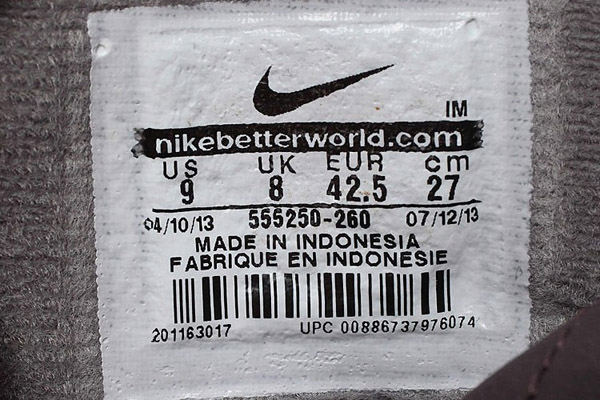 IM
nikebetterworld.com
US UK EUR cm
9 8 42.5 27
04/10/13 555250-260 07/12/13
MADE IN INDONESIA
FABRIQUE EN INDONESIE
201163017 UPC 00886737976074